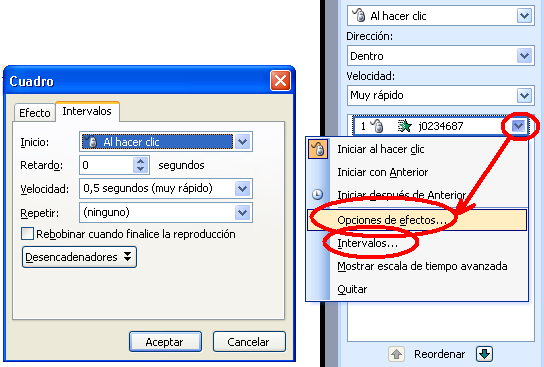 Cuadro
Efecto
Intervalos
Inicio:
Al hacer clic
Retardo:
0
segundos
Velocidad:
0,5 segundos (muy rápido)
Repetir:
(ninguno)
Rebobinar cuando finalice la reproducción
Desencadenadores
Aceptar
Cancelar
Al hacer clic
Dirección:
Dentro
Velocidad:
Muy rápido
1 j0234687
Iniciar al hacer clic
Iniciar con Anterior
Iniciar después de Anterior
Opciones de efectos...
Intervalos...
Mostrar escala de tiempo avanzada
Quitar
Reordenar